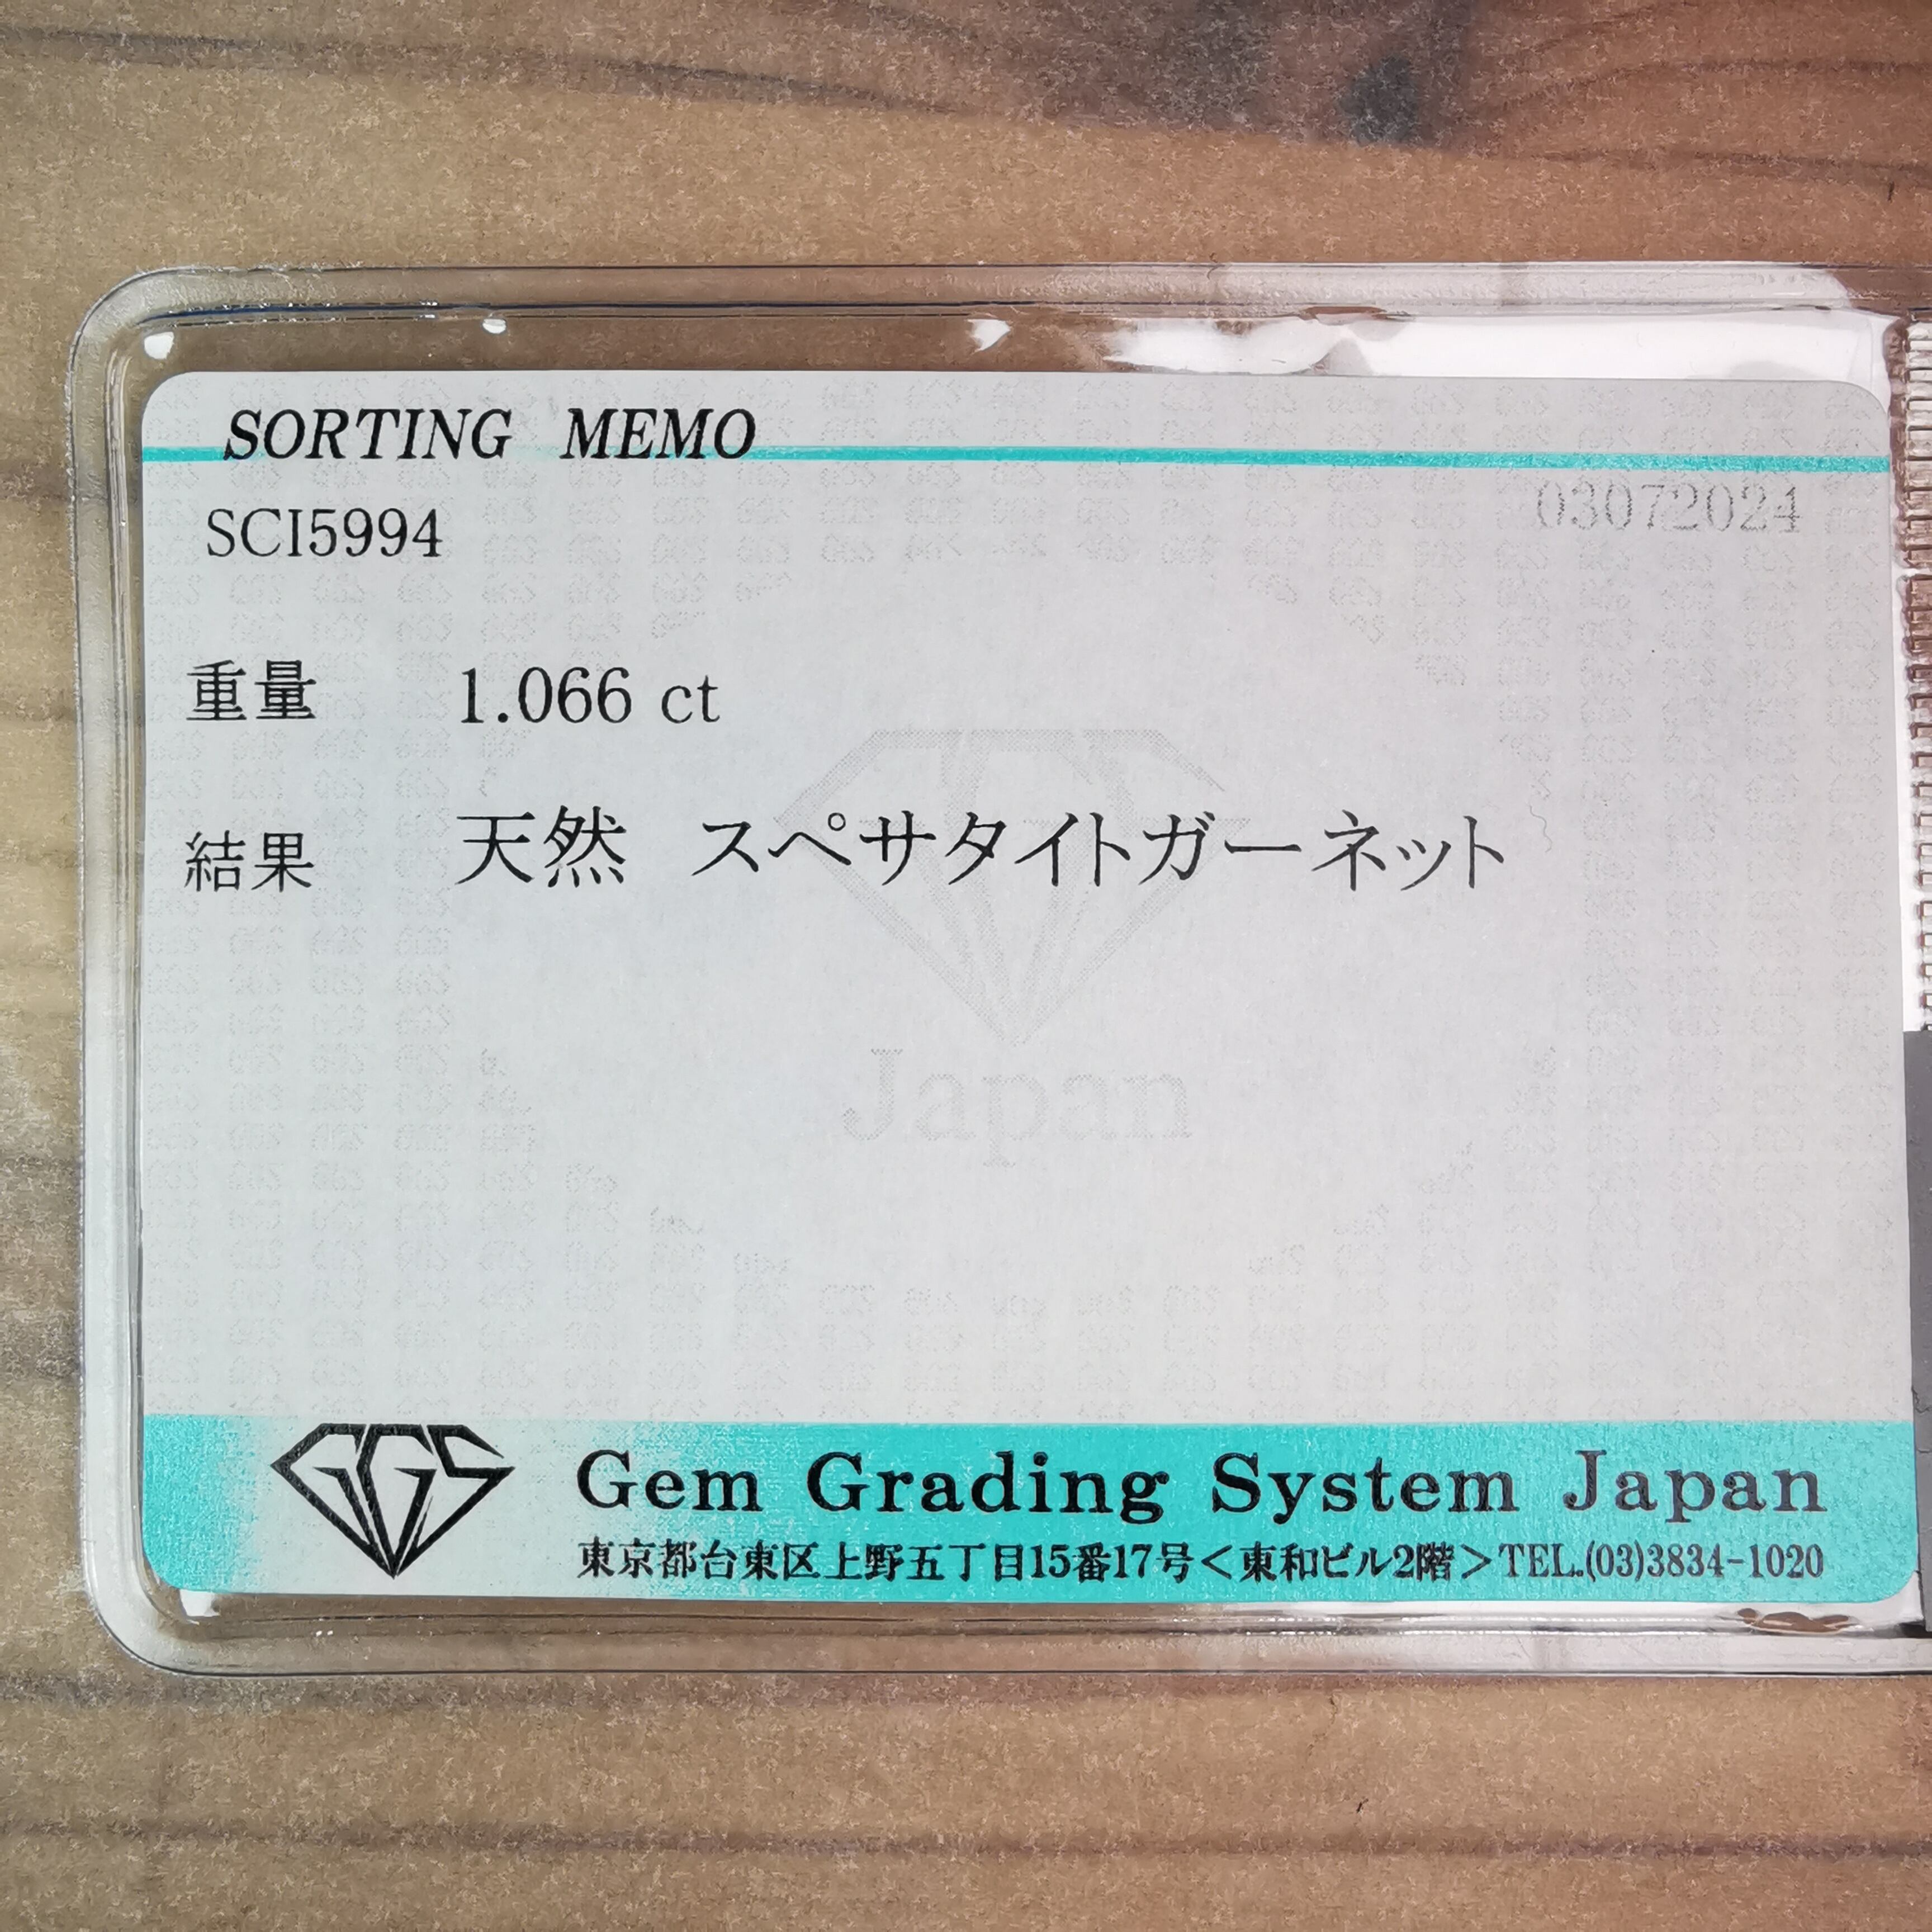 SORTING MEMO
SCI5994
03072024
重量 1.066 ct
結果 天然 スペサタイトガーネット
Japan
GGS
Gem Grading System Japan
東京都台東区上野五丁目15番17号<東和ビル2階>TEL.(03)3834-1020